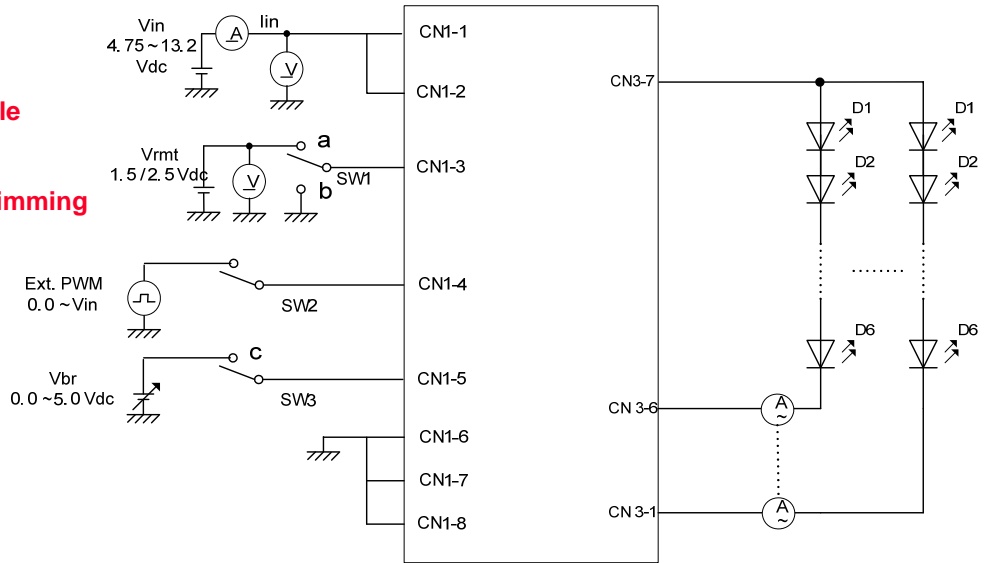 Vin
4.75~13.2
Vdc
A
Iin
V
CN1-1
CN1-2
Vrmt
1.5/2.5Vdc
V
a
b
SW1
CN1-3
imming
Ext. PWM
0.0~Vin
SW2
CN1-4
Vbr
0.0~5.0Vdc
c
SW3
CN1-5
CN1-6
CN1-7
CN1-8
CN3-7
D1
D1
D2
D2
D6
D6
CN 3-6
A
~
CN 3-1
A
~
le